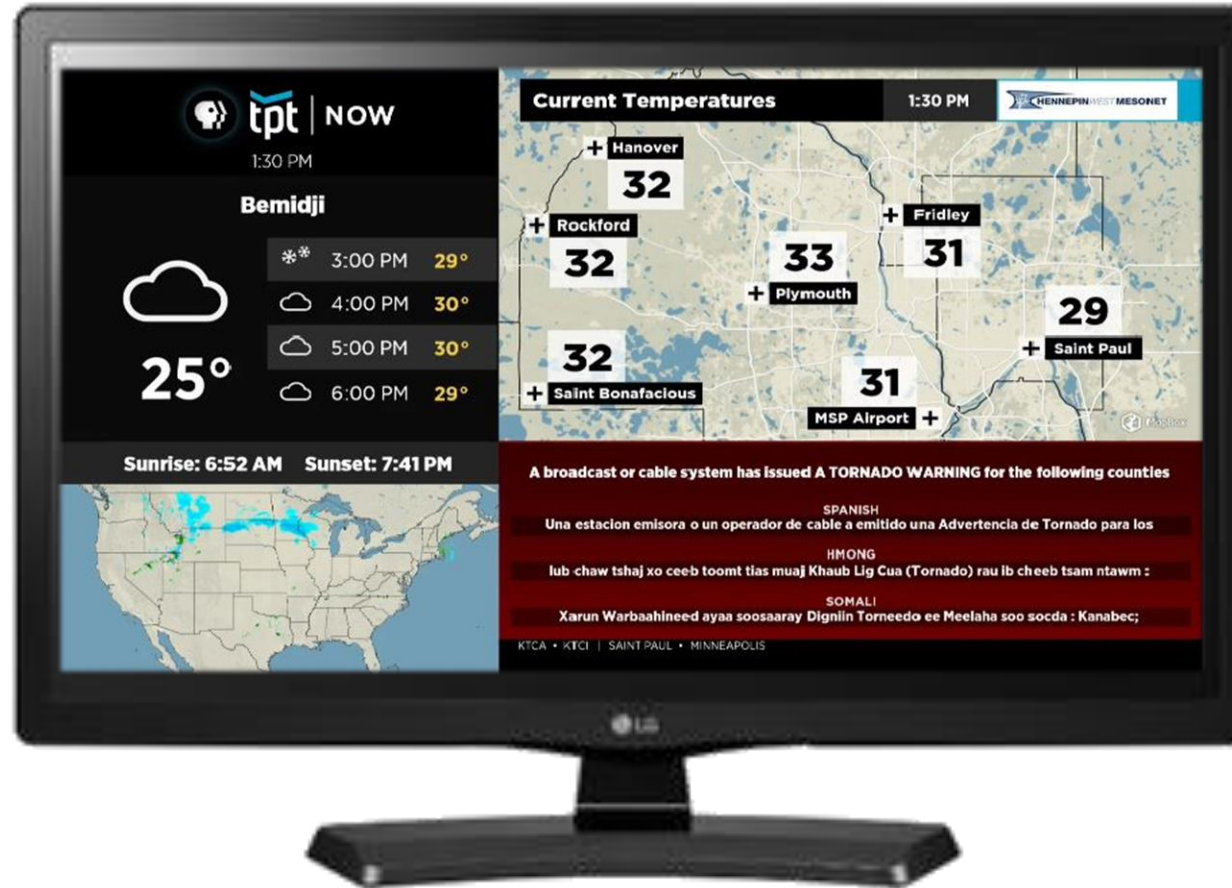 tpt | NOW
1:30 PM
Bemidji
25°
3:00 PM 29°
4:00 PM 30°
5:00 PM 30°
6:00 PM 29°
Sunrise: 6:52 AM Sunset: 7:41 PM
Current Temperatures 1:30 PM HENNEPIN WEST MESONET
Hanover
32
Rockford
32
Fridley
31
33
Plymouth
29
Saint Paul
32
Saint Bonafacious
31
MSP Airport
Mapbox
A broadcast or cable system has issued A TORNADO WARNING for the following counties
SPANISH
Una estacion emisora o un operador de cable a emitido una Advertencia de Tornado para los
HMONG
lub chaw tshaj xo ceeb toomt tias muaj Khaub Lig Cua (Tornado) rau ib cheeb tsam ntawm :
SOMALI
Xarun Warbaahineed ayaa soosaaray Digniin Torneedo ee Meelaha soo socda : Kanabec;
KTCA • KTCI | SAINT PAUL • MINNEAPOLIS
LG